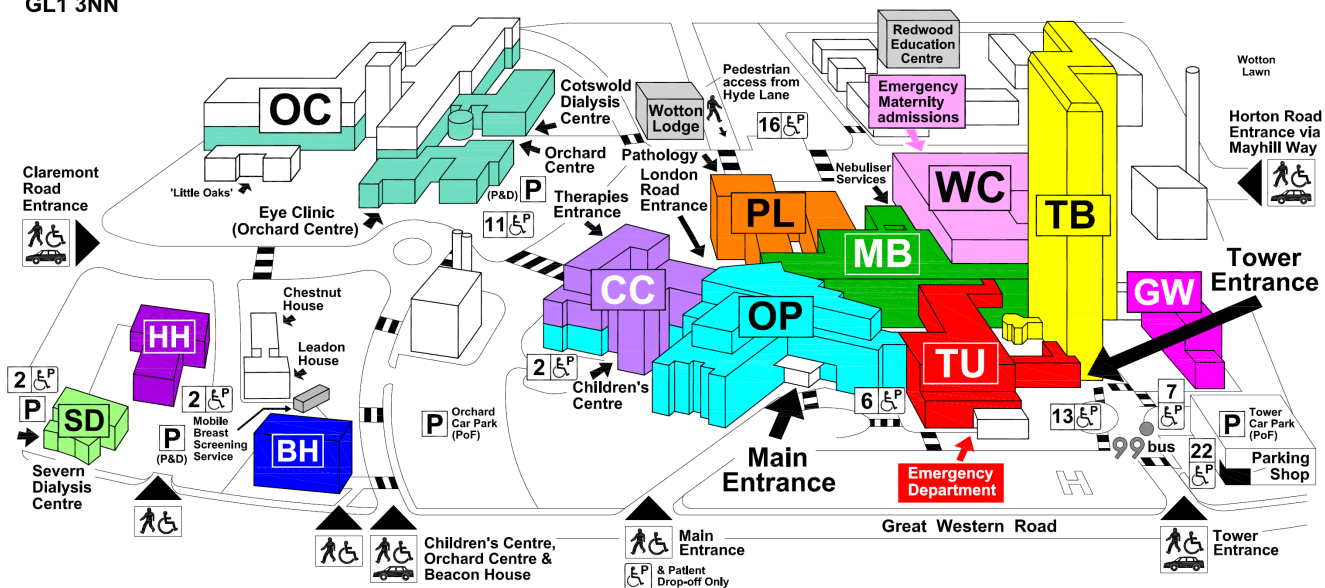 GL1 3NN
OC
'Little Oaks'
Cotswold
Dialysis
Centre
Orchard
Centre
(P&D) P
11 P
Eye Clinic
(Orchard Centre)
Therapies
Entrance
Wotton
Lodge
Pedestrian
access from
Hyde Lane
16 P
Pathology
London
Road
Entrance
Nebuliser
Services
Redwood
Education
Centre
Emergency
Maternity
admissions
Wotton
Lawn
Horton Road
Entrance via
Mayhill Way
Claremont
Road
Entrance
PL
WC
TB
MB
CC
OP
TU
GW
Tower
Entrance
HH
Chestnut
House
Leadon
House
2 P
P
SD
Severn
Dialysis
Centre
2 P
Mobile
Breast
Screening
Service
P
(P&D)
BH
P Orchard
Car Park
(PoF)
2 P
Children's
Centre
Main
Entrance
6 P
Emergency
Department
13 P
7
P
99 bus
22
P
P Tower
Car Park
(PoF)
Parking
Shop
H
Great Western Road
Children's Centre,
Orchard Centre &
Beacon House
Main
Entrance
P & Patient
Drop-off Only
Tower
Entrance